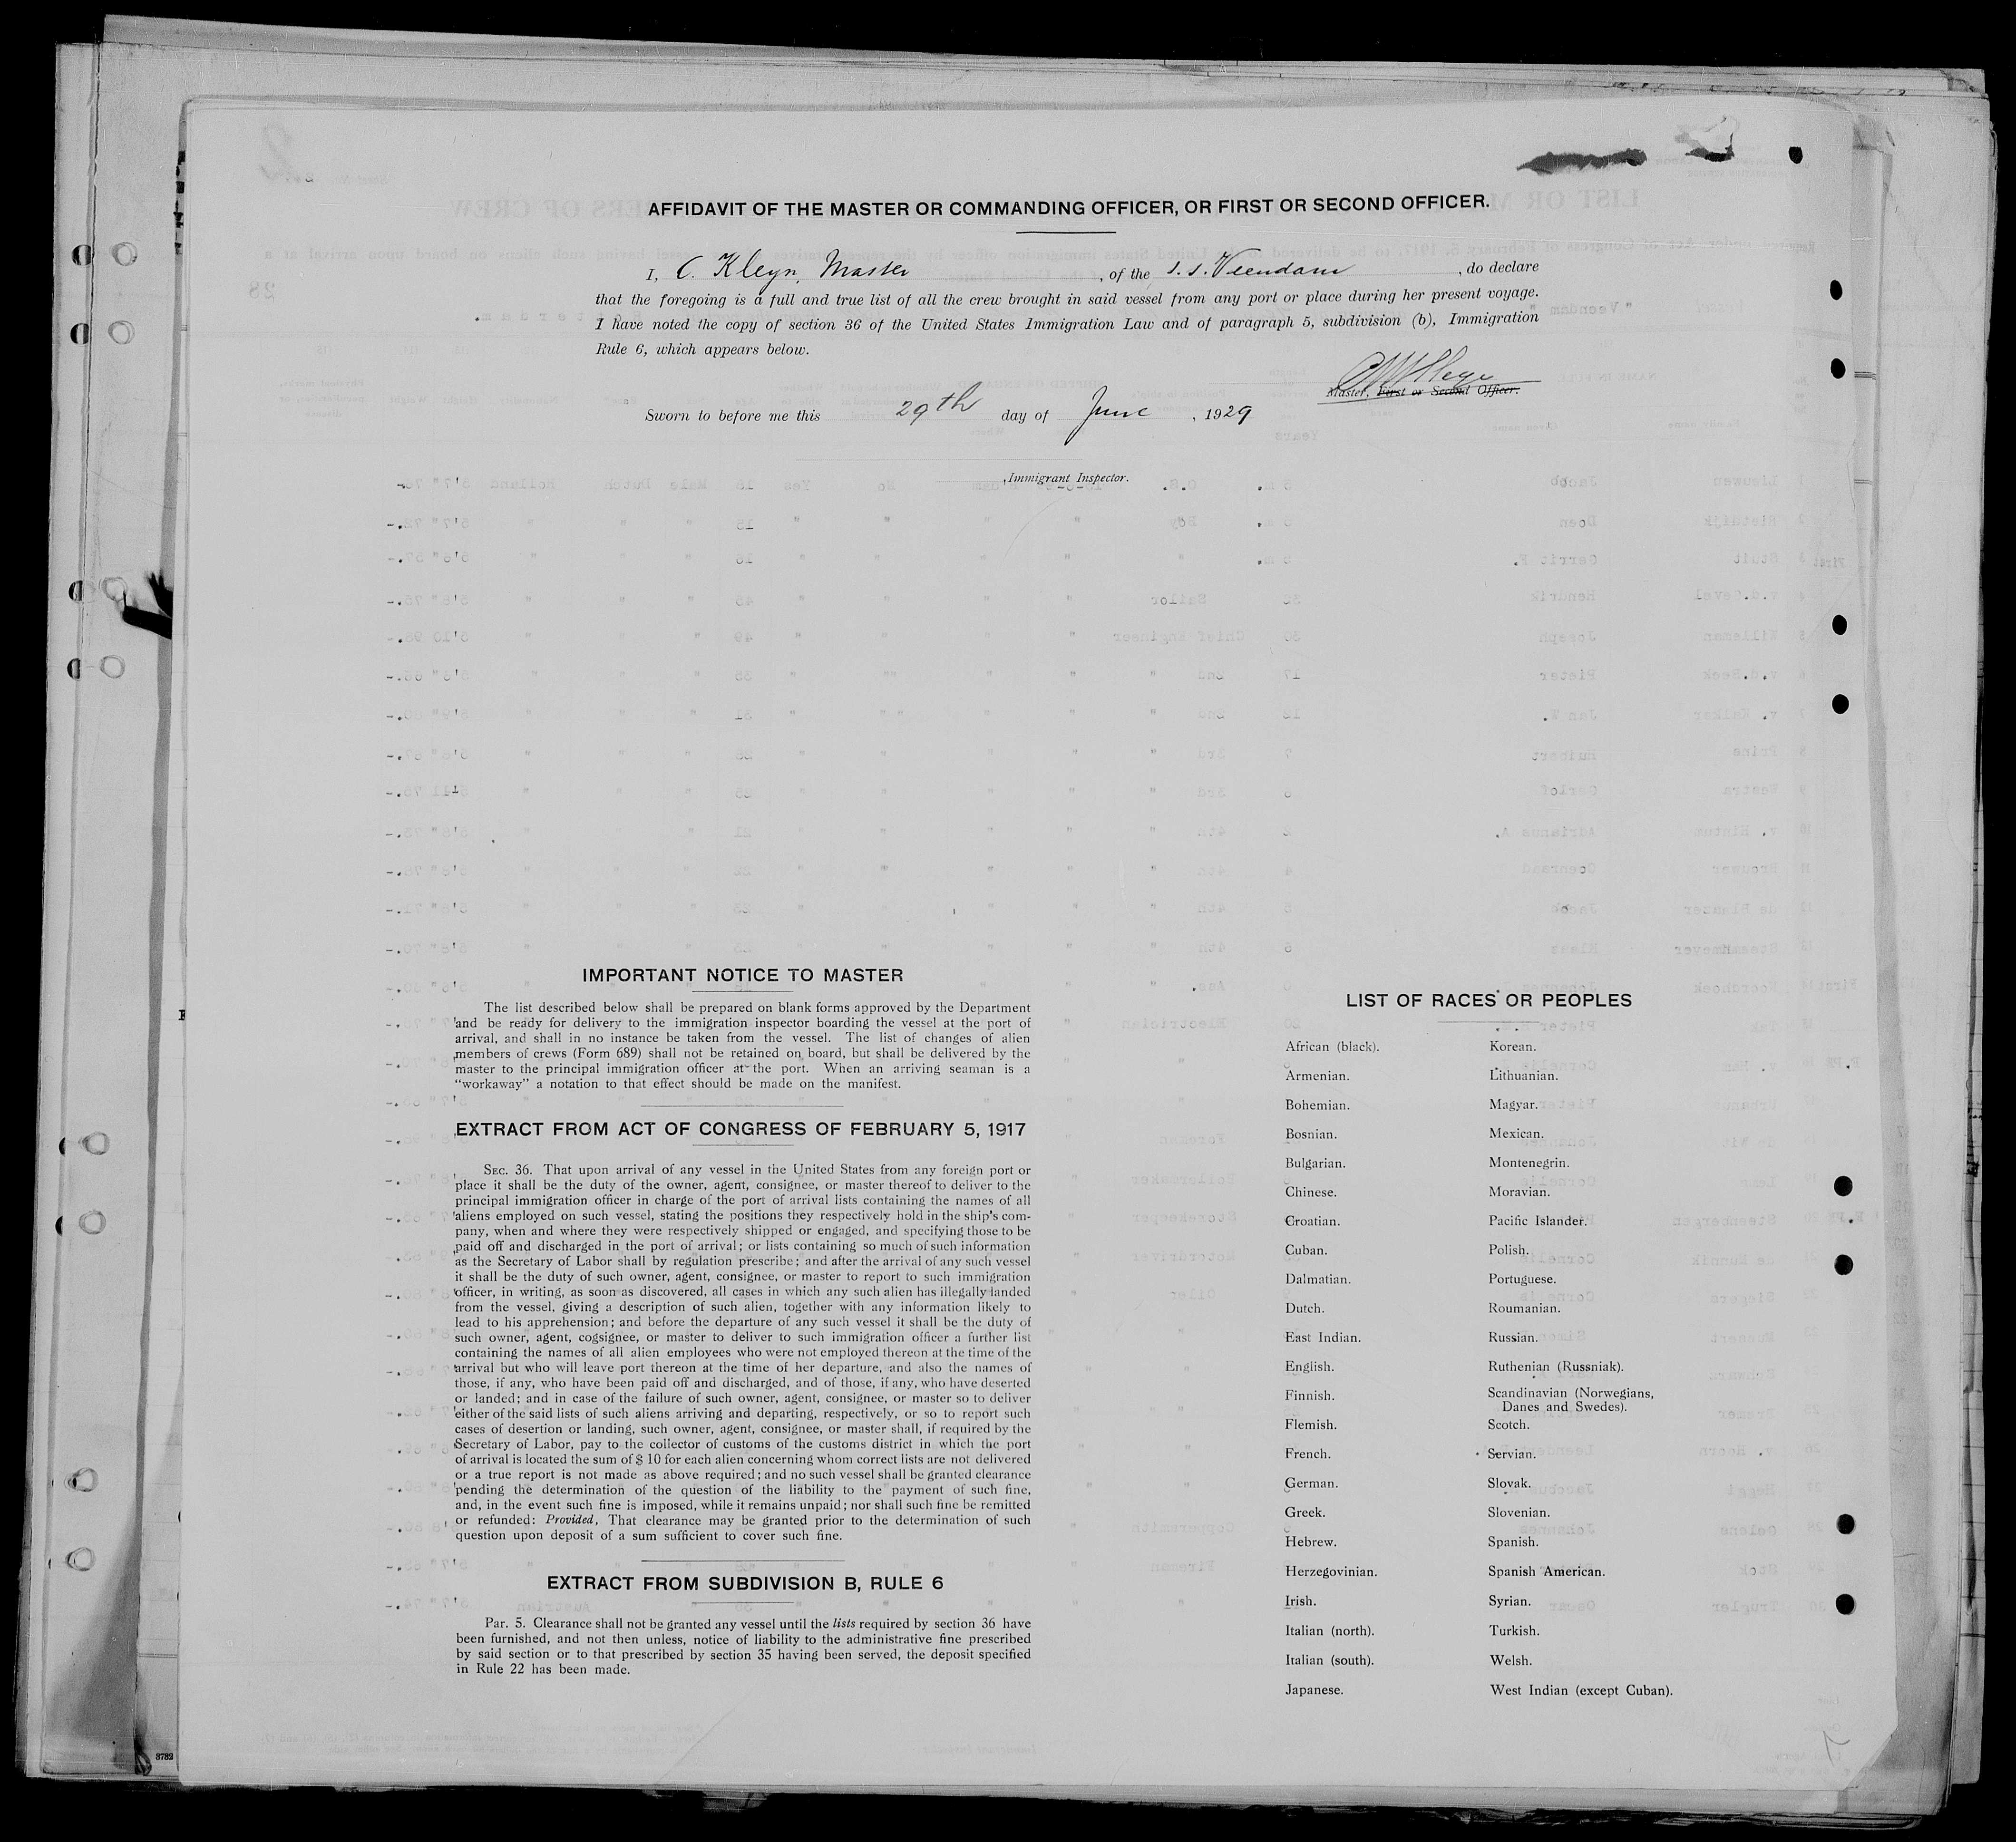 AFFIDAVIT OF THE MASTER OR COMMANDING OFFICER, OR FIRST OR SECOND OFFICER.
I, C. Kleyn, Master, of the s.s. Veendam, do declare
that the foregoing is a full and true list of all the crew brought in said vessel from any port or place during her present voyage.
I have noted the copy of section 36 of the United States Immigration Law and of paragraph 5, subdivision (b), Immigration
Rule 6, which appears below.
Master, First or Second Officer.
Sworn to before me this 29th day of June, 1929
, Immigrant Inspector.
IMPORTANT NOTICE TO MASTER
The list described below shall be prepared on blank forms approved by the Department
and be ready for delivery to the immigration inspector boarding the vessel at the port of
arrival, and shall in no instance be taken from the vessel. The list of changes of alien
members of crews (Form 689) shall not be retained on board, but shall be delivered by the
master to the principal immigration officer at the port. When an arriving seaman is a
"workaway" a notation to that effect should be made on the manifest.
EXTRACT FROM ACT OF CONGRESS OF FEBRUARY 5, 1917
SEC. 36. That upon arrival of any vessel in the United States from any foreign port or
place it shall be the duty of the owner, agent, consignee, or master thereof to deliver to the
principal immigration officer in charge of the port of arrival lists containing the names of all
aliens employed on such vessel, stating the positions they respectively hold in the ship's com-
pany, when and where they were respectively shipped or engaged, and specifying those to be
paid off and discharged in the port of arrival; or lists containing so much of such information
as the Secretary of Labor shall by regulation prescribe; and after the arrival of any such vessel
it shall be the duty of such owner, agent, consignee, or master to report to such immigration
officer, in writing, as soon as discovered, all cases in which any such alien has illegally landed
from the vessel, giving a description of such alien, together with any information likely to
lead to his apprehension; and before the departure of any such vessel it shall be the duty of
such owner, agent, cogsignee, or master to deliver to such immigration officer a further list
containing the names of all alien employees who were not employed thereon at the time of the
arrival but who will leave port thereon at the time of her departure, and also the names of
those, if any, who have been paid off and discharged, and of those, if any, who have deserted
or landed; and in case of the failure of such owner, agent, consignee, or master so to deliver
either of the said lists of such aliens arriving and departing, respectively, or so to report such
cases of desertion or landing, such owner, agent, consignee, or master shall, if required by the
Secretary of Labor, pay to the collector of customs of the customs district in which the port
of arrival is located the sum of $ 10 for each alien concerning whom correct lists are not delivered
or a true report is not made as above required; and no such vessel shall be granted clearance
pending the determination of the question of the liability to the payment of such fine,
and, in the event such fine is imposed, while it remains unpaid; nor shall such fine be remitted
or refunded: Provided, That clearance may be granted prior to the determination of such
question upon deposit of a sum sufficient to cover such fine.
EXTRACT FROM SUBDIVISION B, RULE 6
Par. 5. Clearance shall not be granted any vessel until the lists required by section 36 have
been furnished, and not then unless, notice of liability to the administrative fine prescribed
by said section or to that prescribed by section 35 having been served, the deposit specified
in Rule 22 has been made.
LIST OF RACES OR PEOPLES
African (black).
Armenian.
Bohemian.
Bosnian.
Bulgarian.
Chinese.
Croatian.
Cuban.
Dalmatian.
Dutch.
East Indian.
English.
Finnish.
Flemish.
French.
German.
Greek.
Hebrew.
Herzegovinian.
Irish.
Italian (north).
Italian (south).
Japanese.
Korean.
Lithuanian.
Magyar.
Mexican.
Montenegrin.
Moravian.
Pacific Islander.
Polish.
Portuguese.
Roumanian.
Russian.
Ruthenian (Russniak).
Scandinavian (Norwegians,
Danes and Swedes).
Scotch.
Servian.
Slovak.
Slovenian.
Spanish.
Spanish American.
Syrian.
Turkish.
Welsh.
West Indian (except Cuban).
3782